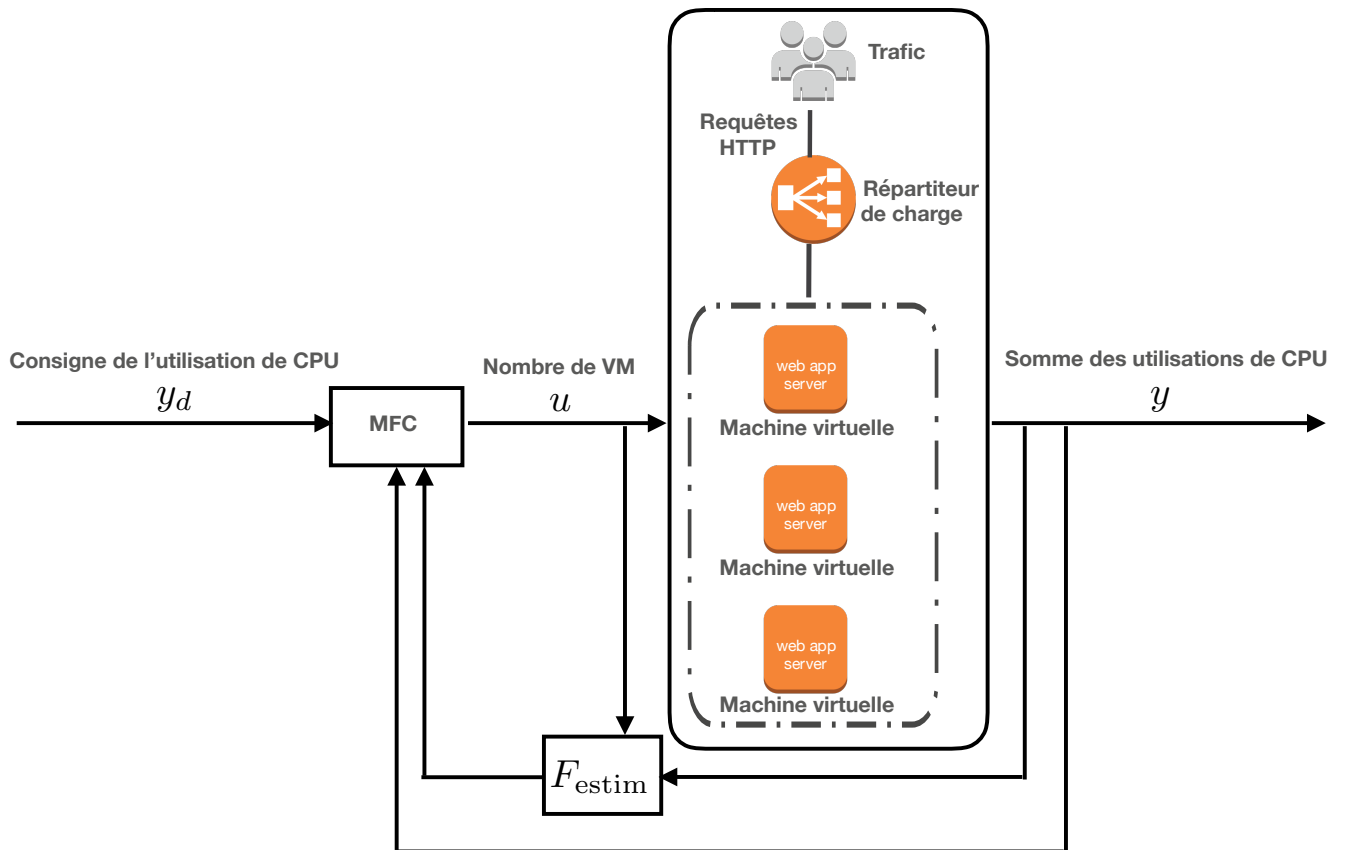 Trafic
Requêtes
HTTP
Répartiteur
de charge
Consigne de l'utilisation de CPU
y_d
MFC
Nombre de VM
u
web app
server
Machine virtuelle
web app
server
Machine virtuelle
web app
server
Machine virtuelle
Somme des utilisations de CPU
y
F_estim